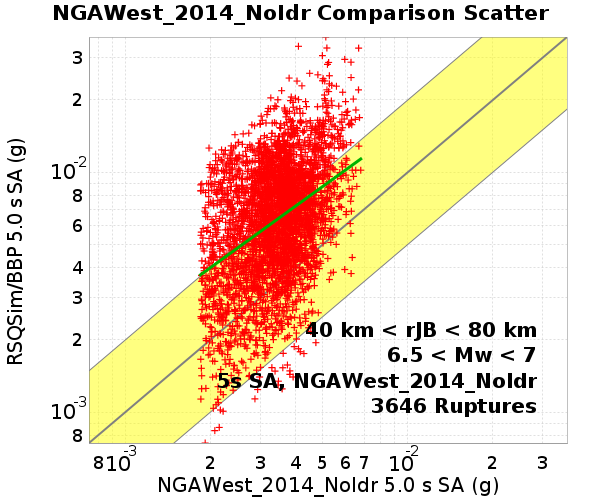 NGAWest_2014_NoIdr Comparison Scatter
RSQSim/BBP 5.0 s SA (g)
3
2
10-2
8
6
4
3
2
10-3
8
40 km < rJB < 80 km
6.5 < Mw < 7
5s SA, NGAWest_2014_NoIdr
3646 Ruptures
8 10-3 2 3 4 5 6 7 10-2 2 3
NGAWest_2014_NoIdr 5.0 s SA (g)